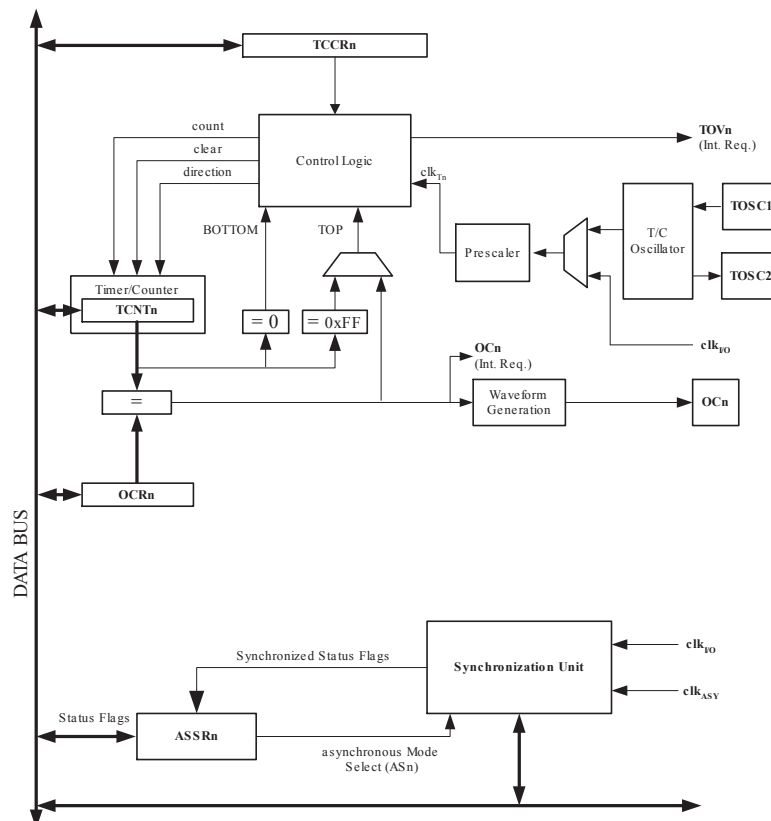 TCCRn
count
clear
direction
Control Logic
TOVn
(Int. Req.)
clkTn
BOTTOM
TOP
Prescaler
T/C
Oscillator
TOSC1
TOSC2
Timer/Counter
TCNTn
= 0
= 0xFF
clkI/O
OCn
(Int. Req.)
=
Waveform
Generation
OCn
OCRn
DATA BUS
Synchronized Status Flags
Synchronization Unit
clkI/O
clkASY
Status Flags
ASSRn
asynchronous Mode
Select (ASn)